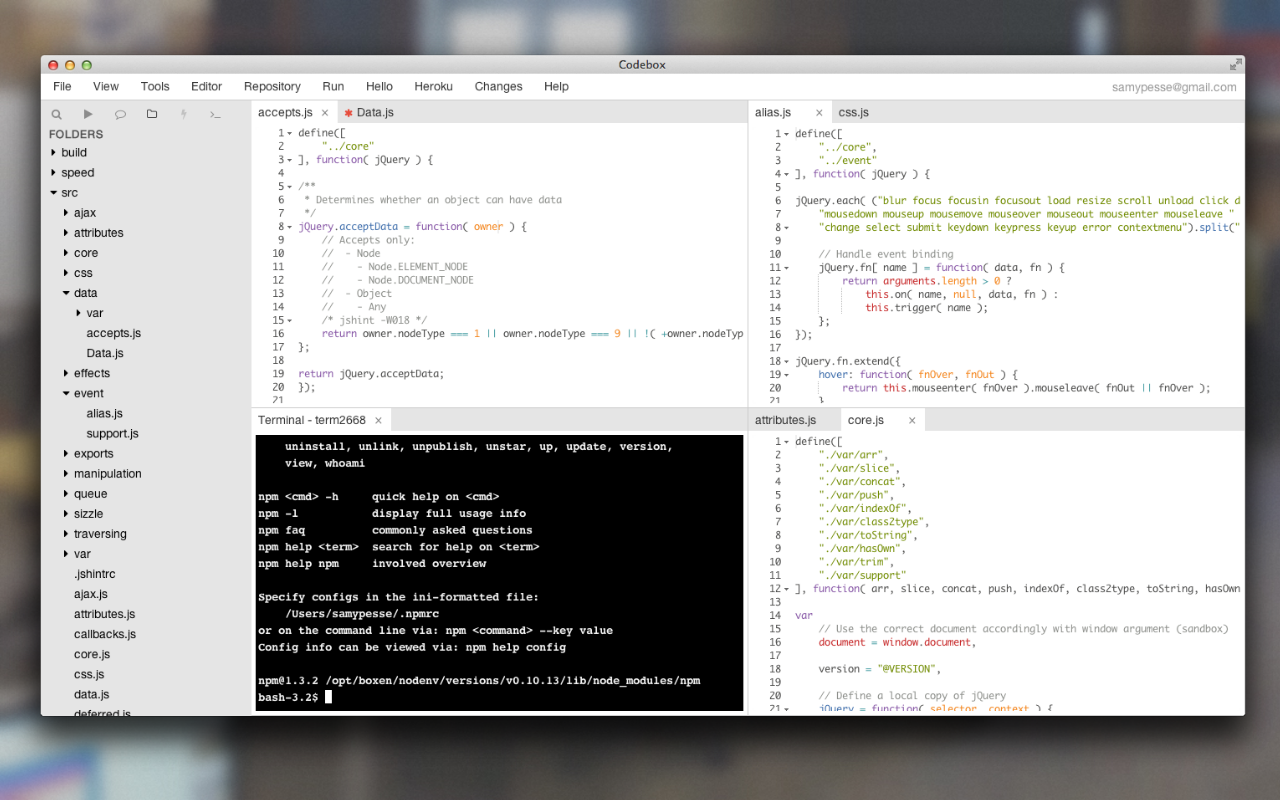 Codebox
File View Tools Editor Repository Run Hello Heroku Changes Help
samypesse@gmail.com
FOLDERS
build
speed
src
ajax
attributes
core
css
data
var
accepts.js
Data.js
effects
event
alias.js
support.js
exports
manipulation
queue
sizzle
traversing
var
.jshintrc
ajax.js
attributes.js
callbacks.js
core.js
css.js
data.js
deferred.js
accepts.js × ✱ Data.js
1 define([
2 "../core"
3 ], function( jQuery ) {
4
5 /**
6 * Determines whether an object can have data
7 */
8 jQuery.acceptData = function( owner ) {
9 // Accepts only:
10 //  - Node
11 //    - Node.ELEMENT_NODE
12 //    - Node.DOCUMENT_NODE
13 //  - Object
14 //    - Any
15 /* jshint -W018 */
16 return owner.nodeType === 1 || owner.nodeType === 9 || !( +owner.nodeTyp
17 };
18
19 return jQuery.acceptData;
20 });
21
alias.js × css.js
1 define([
2 "../core",
3 "../event"
4 ], function( jQuery ) {
5
6 jQuery.each( ("blur focus focusin focusout load resize scroll unload click d
7 "mousedown mouseup mousemove mouseover mouseout mouseenter mouseleave "
8 "change select submit keydown keypress keyup error contextmenu").split("
9
10 // Handle event binding
11 jQuery.fn[ name ] = function( data, fn ) {
12 return arguments.length > 0 ?
13 this.on( name, null, data, fn ) :
14 this.trigger( name );
15 };
16 });
17
18 jQuery.fn.extend({
19 hover: function( fnOver, fnOut ) {
20 return this.mouseenter( fnOver ).mouseleave( fnOut || fnOver );
21 }
Terminal - term2668 ×
uninstall, unlink, unpublish, unstar, up, update, version,
view, whoami
npm <cmd> -h     quick help on <cmd>
npm -l           display full usage info
npm faq          commonly asked questions
npm help <term>  search for help on <term>
npm help npm     involved overview
Specify configs in the ini-formatted file:
/Users/samypesse/.npmrc
or on the command line via: npm <command> --key value
Config info can be viewed via: npm help config
npm@1.3.2 /opt/boxen/nodenv/versions/v0.10.13/lib/node_modules/npm
bash-3.2$
attributes.js core.js ×
1 define([
2 "./var/arr",
3 "./var/slice",
4 "./var/concat",
5 "./var/push",
6 "./var/indexOf",
7 "./var/class2type",
8 "./var/toString",
9 "./var/hasOwn",
10 "./var/trim",
11 "./var/support"
12 ], function( arr, slice, concat, push, indexOf, class2type, toString, hasOwn
13
14 var
15 // Use the correct document accordingly with window argument (sandbox)
16 document = window.document,
17
18 version = "@VERSION",
19
20 // Define a local copy of jQuery
21 jQuery = function( selector, context ) {